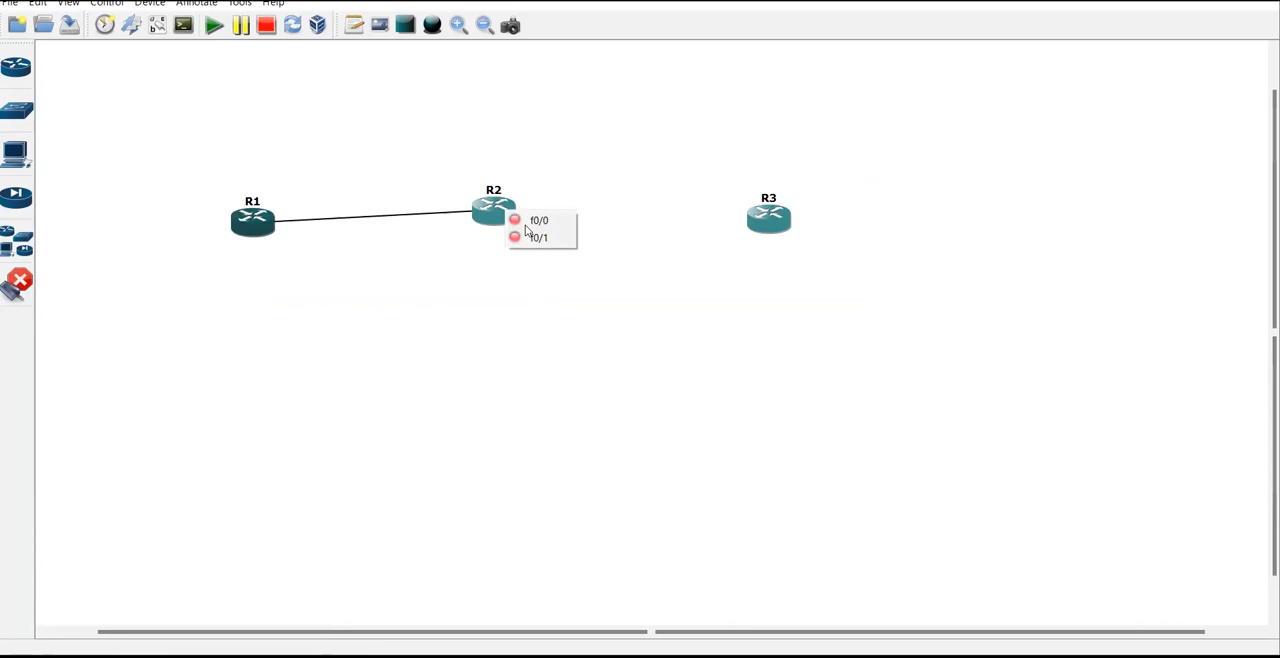 File Edit View Control Device Annotate Tools Help
R2
R1
R3
f0/0
f0/1